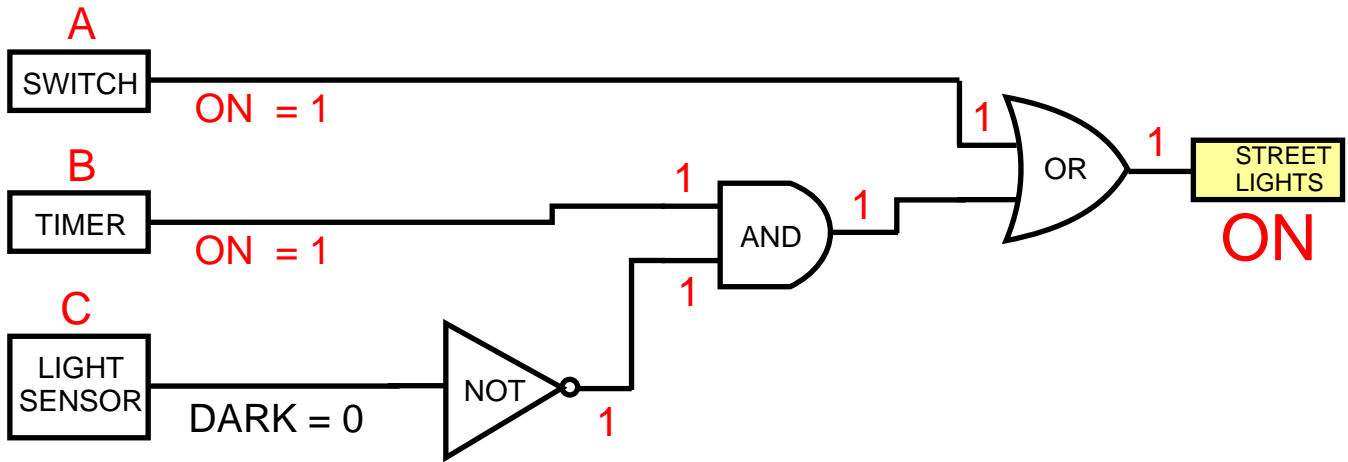 A
SWITCH
ON = 1
1
OR
1
STREET
LIGHTS
ON
B
TIMER
ON = 1
1
AND
1
1
C
LIGHT
SENSOR
DARK = 0
NOT
1